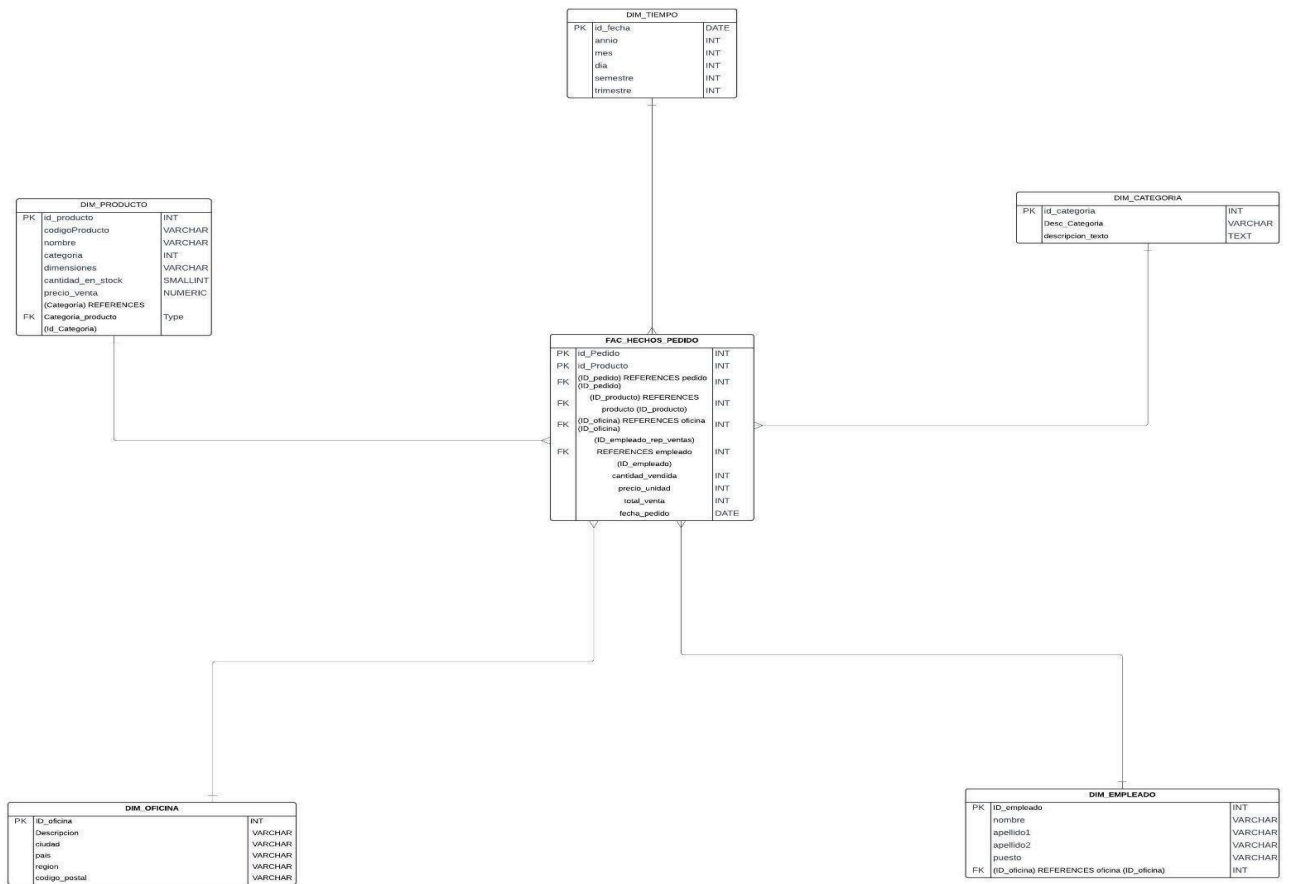 DIM_TIEMPO
PK id_fecha DATE
annio INT
mes INT
dia INT
semestre INT
trimestre INT
DIM_PRODUCTO
PK id_producto INT
codigoProducto VARCHAR
nombre VARCHAR
categoria INT
dimensiones VARCHAR
cantidad_en_stock SMALLINT
precio_venta NUMERIC
(Categoria) REFERENCES
FK Categoria_producto Type
(Id_Categoria)
DIM_CATEGORIA
PK id_categoria INT
Desc_Categoria VARCHAR
descripcion_texto TEXT
FAC_HECHOS_PEDIDO
PK id_Pedido INT
PK id_Producto INT
FK (ID_pedido) REFERENCES pedido INT
(ID_pedido)
(ID_producto) REFERENCES
FK INT
producto (ID_producto)
FK (ID_oficina) REFERENCES oficina INT
(ID_oficina)
(ID_empleado_rep_ventas)
FK REFERENCES empleado INT
(ID_empleado)
cantidad_vendida INT
precio_unidad INT
total_venta INT
fecha_pedido DATE
DIM_OFICINA
PK ID_oficina INT
Descripcion VARCHAR
ciudad VARCHAR
pais VARCHAR
region VARCHAR
codigo_postal VARCHAR
DIM_EMPLEADO
PK ID_empleado INT
nombre VARCHAR
apellido1 VARCHAR
apellido2 VARCHAR
puesto VARCHAR
FK (ID_oficina) REFERENCES oficina (ID_oficina) INT